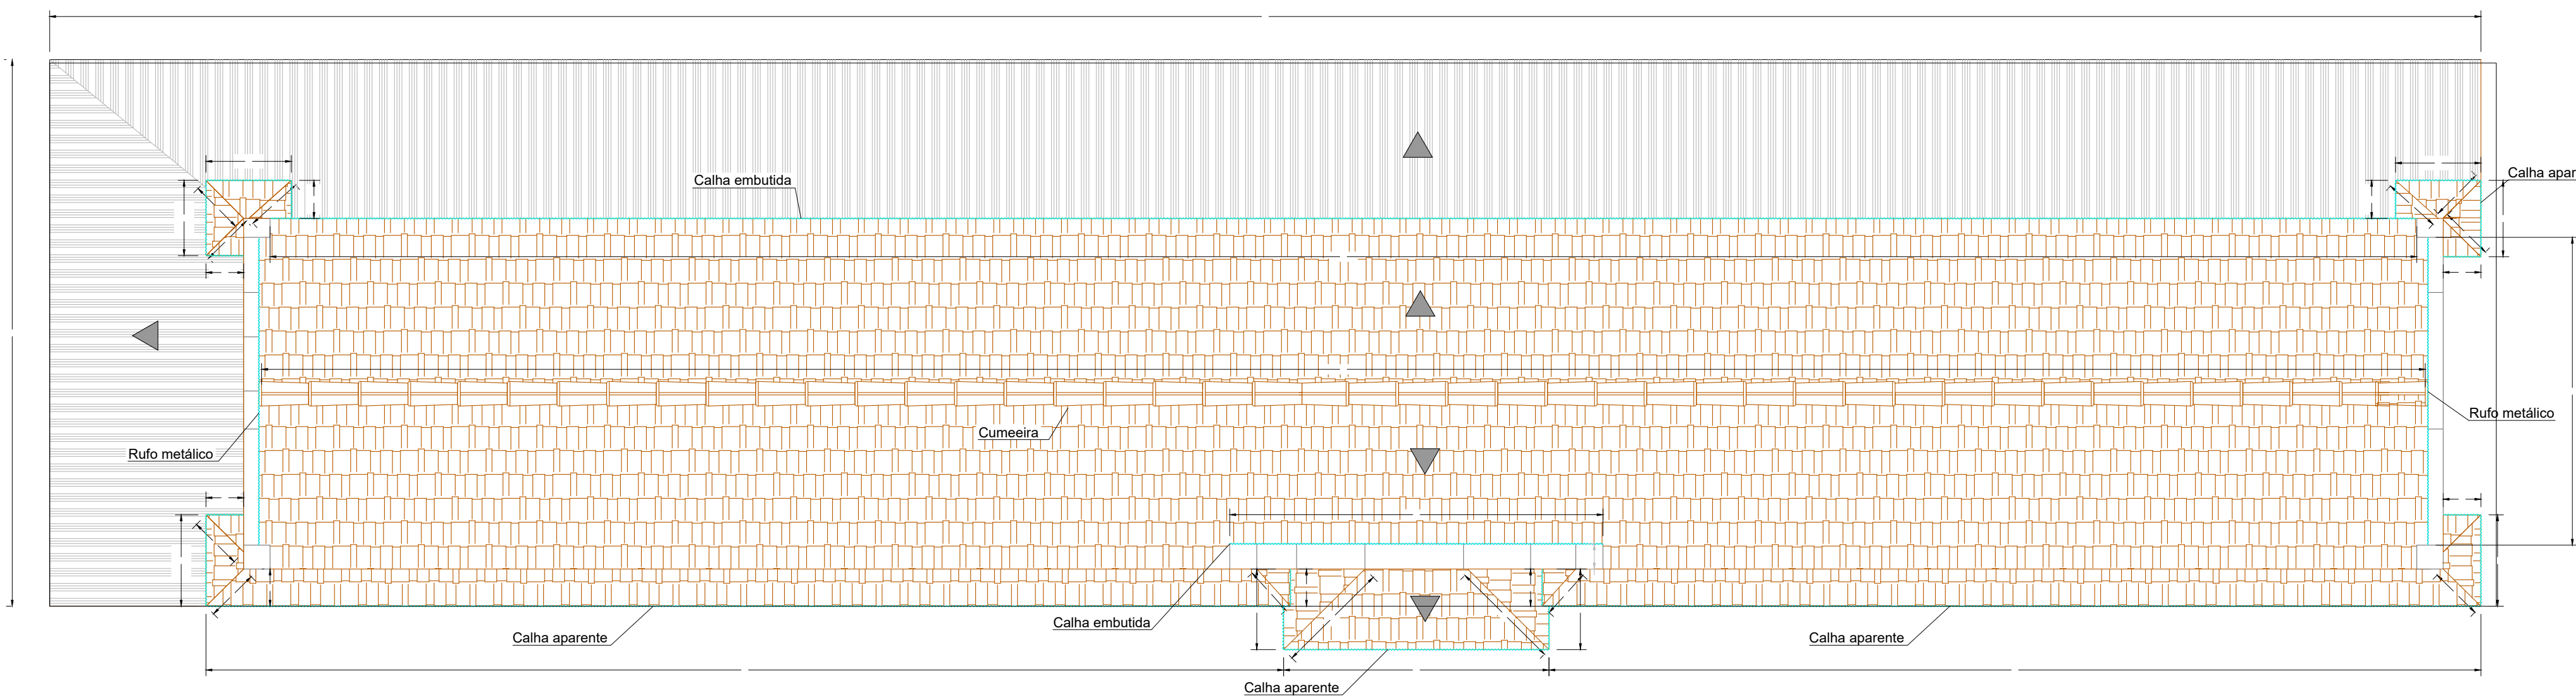 Calha embutida
Calha apar
Rufo metálico
Cumeeira
Rufo metálico
Calha embutida
Calha aparente
Calha aparente
Calha aparente